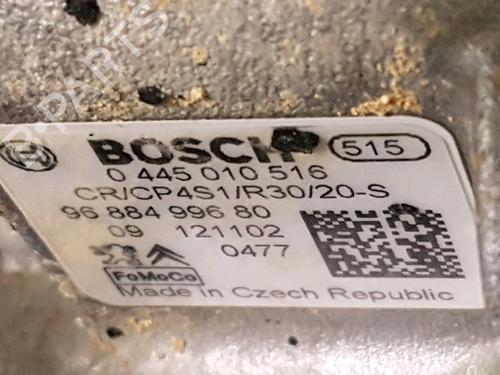 BOSCH 515
0 445 010 516
CR/CP4S1/R30/20-S
96 884 996 80
09 121102
0477
FoMoCo
Made in Czech Republic
B-PARTS